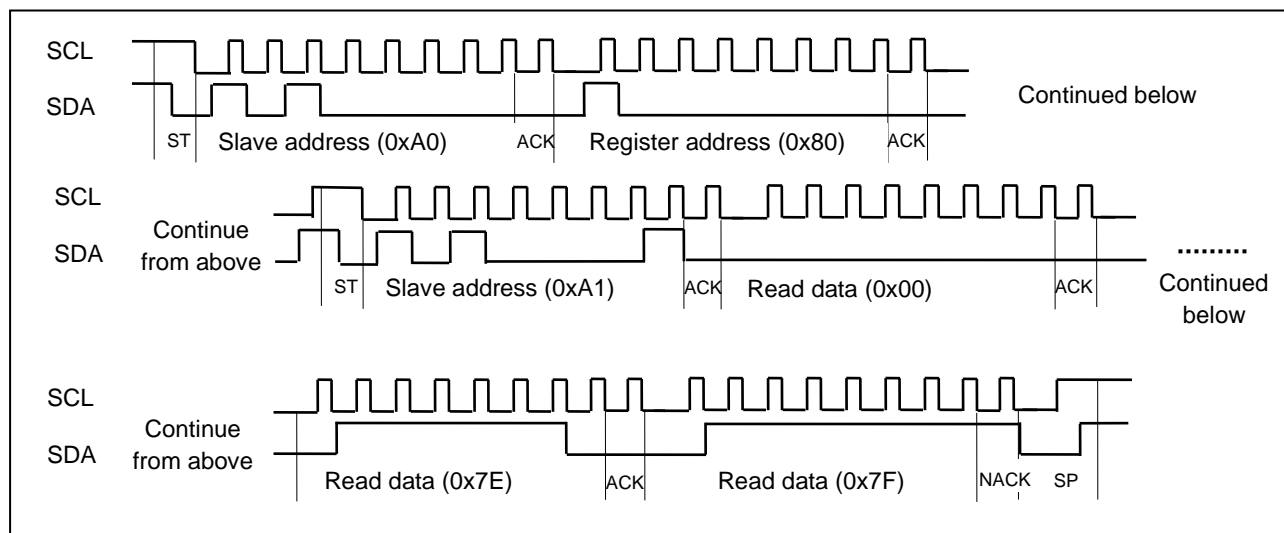 SCL
SDA
Continued below
ST Slave address (0xA0) ACK Register address (0x80) ACK
SCL
SDA
Continue
from above
ST Slave address (0xA1) ACK Read data (0x00) ACK
.........
Continued
below
SCL
SDA
Continue
from above
Read data (0x7E) ACK Read data (0x7F) NACK SP